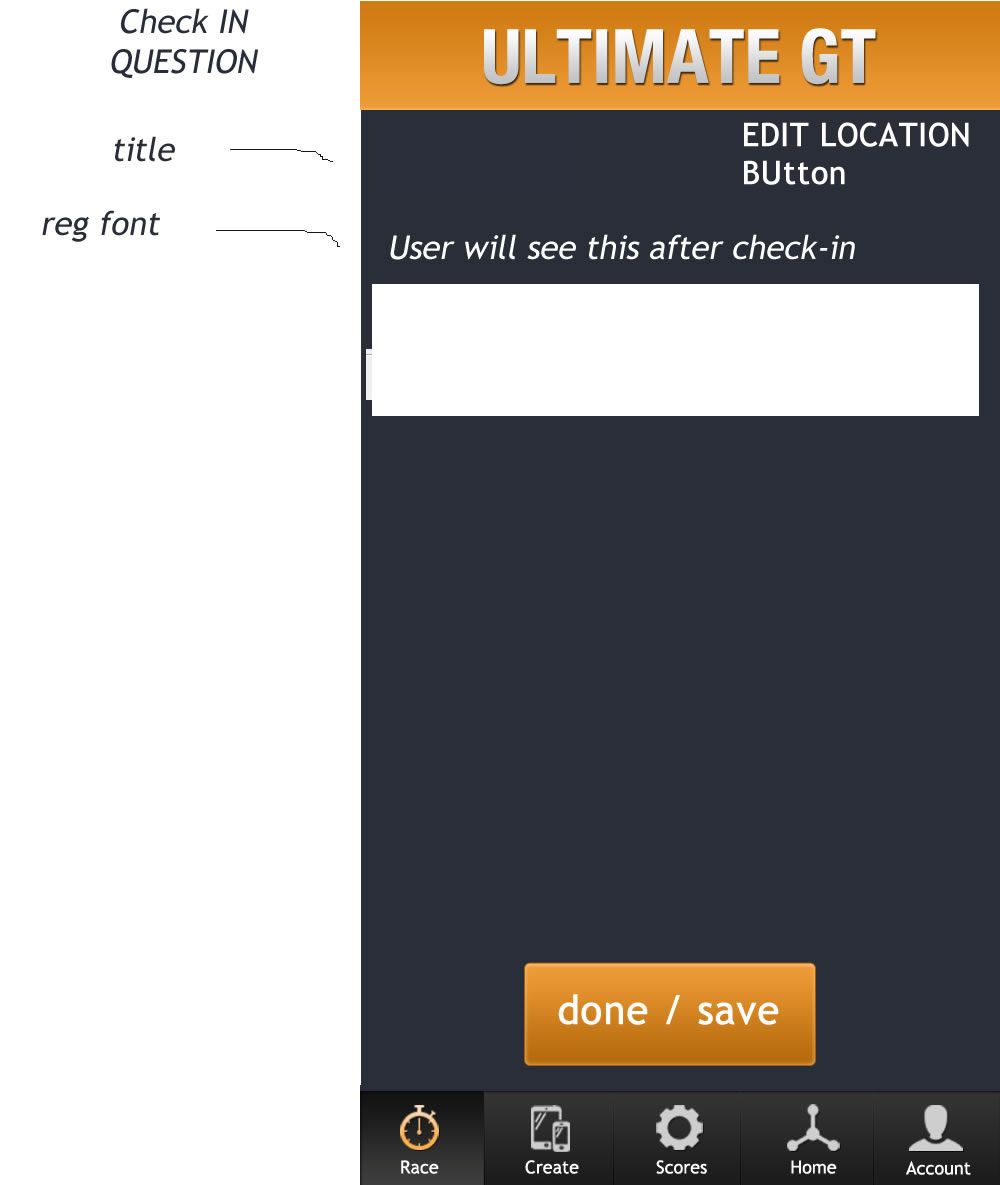 Check IN
QUESTION
title
reg font
ULTIMATE GT
EDIT LOCATION
BUtton
User will see this after check-in
done / save
Race
Create
Scores
Home
Account